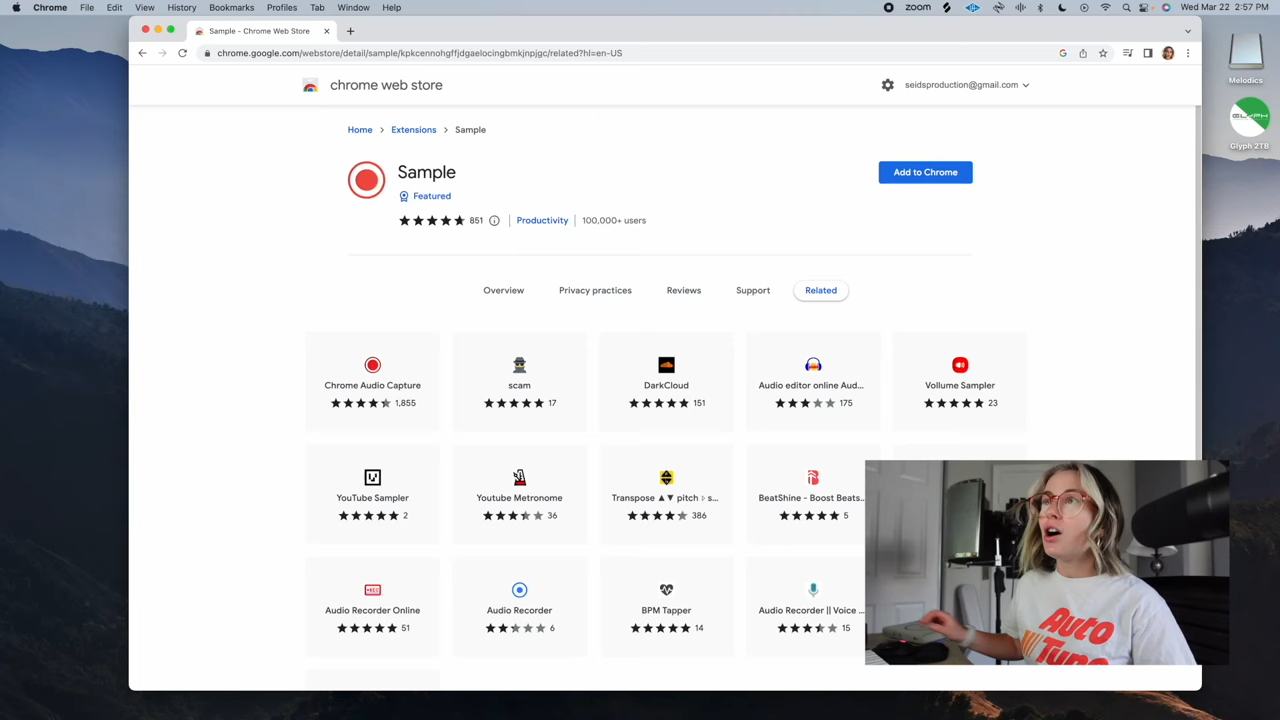 Chrome File Edit View History Bookmarks Profiles Tab Window Help zoom Wed Mar 22 2:57 PM
Sample - Chrome Web Store
chrome.google.com/webstore/detail/sample/kpkcennohgffjdgaelocingbmkjnpjgc/related?hl=en-US
Melodics
chrome web store seidsproduction@gmail.com
GLYPH
Glyph 2TB
Home > Extensions > Sample
Sample Add to Chrome
Featured
851 Productivity 100,000+ users
Overview Privacy practices Reviews Support Related
Chrome Audio Capture scam DarkCloud Audio editor online Aud... Vollume Sampler
1,855 17 151 175 23
YouTube Sampler Youtube Metronome Transpose ▲▼ pitch ▹ s... BeatShine - Boost Beats...
2 36 386 5
Audio Recorder Online Audio Recorder BPM Tapper Audio Recorder || Voice ...
51 6 14 15
Auto
Tune